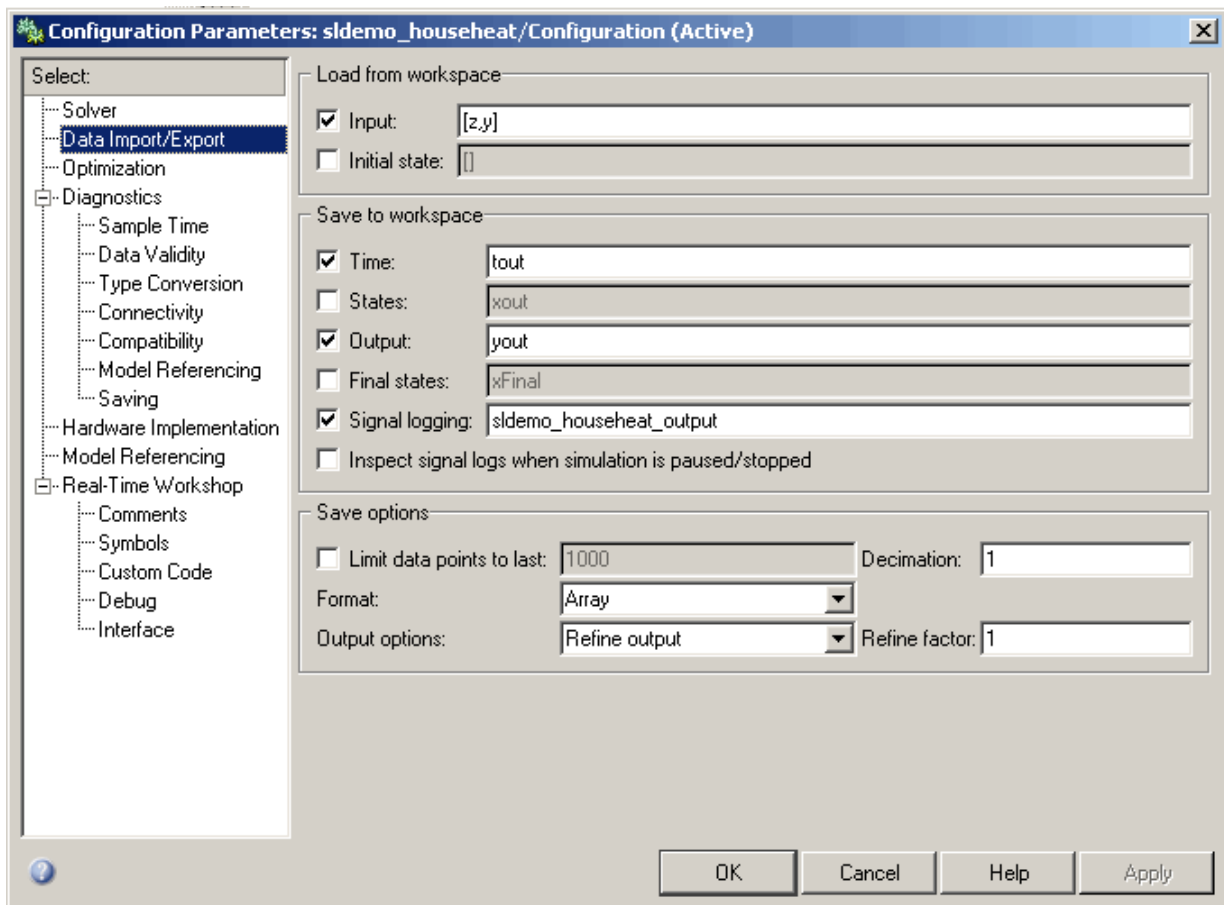 Configuration Parameters: sldemo_househeat/Configuration (Active)
Select:
Solver
Data Import/Export
Optimization
Diagnostics
Sample Time
Data Validity
Type Conversion
Connectivity
Compatibility
Model Referencing
Saving
Hardware Implementation
Model Referencing
Real-Time Workshop
Comments
Symbols
Custom Code
Debug
Interface
Load from workspace
Input: [z,y]
Initial state: []
Save to workspace
Time: tout
States: xout
Output: yout
Final states: xFinal
Signal logging: sldemo_househeat_output
Inspect signal logs when simulation is paused/stopped
Save options
Limit data points to last: 1000 Decimation: 1
Format: Array
Output options: Refine output Refine factor: 1
OK Cancel Help Apply